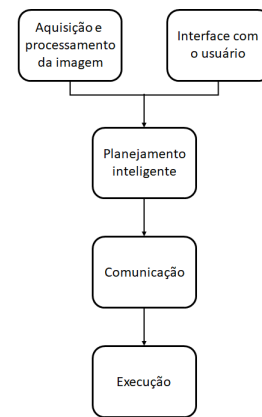 Aquisição e
processamento
da imagem
Interface com
o usuário
Planejamento
inteligente
Comunicação
Execução